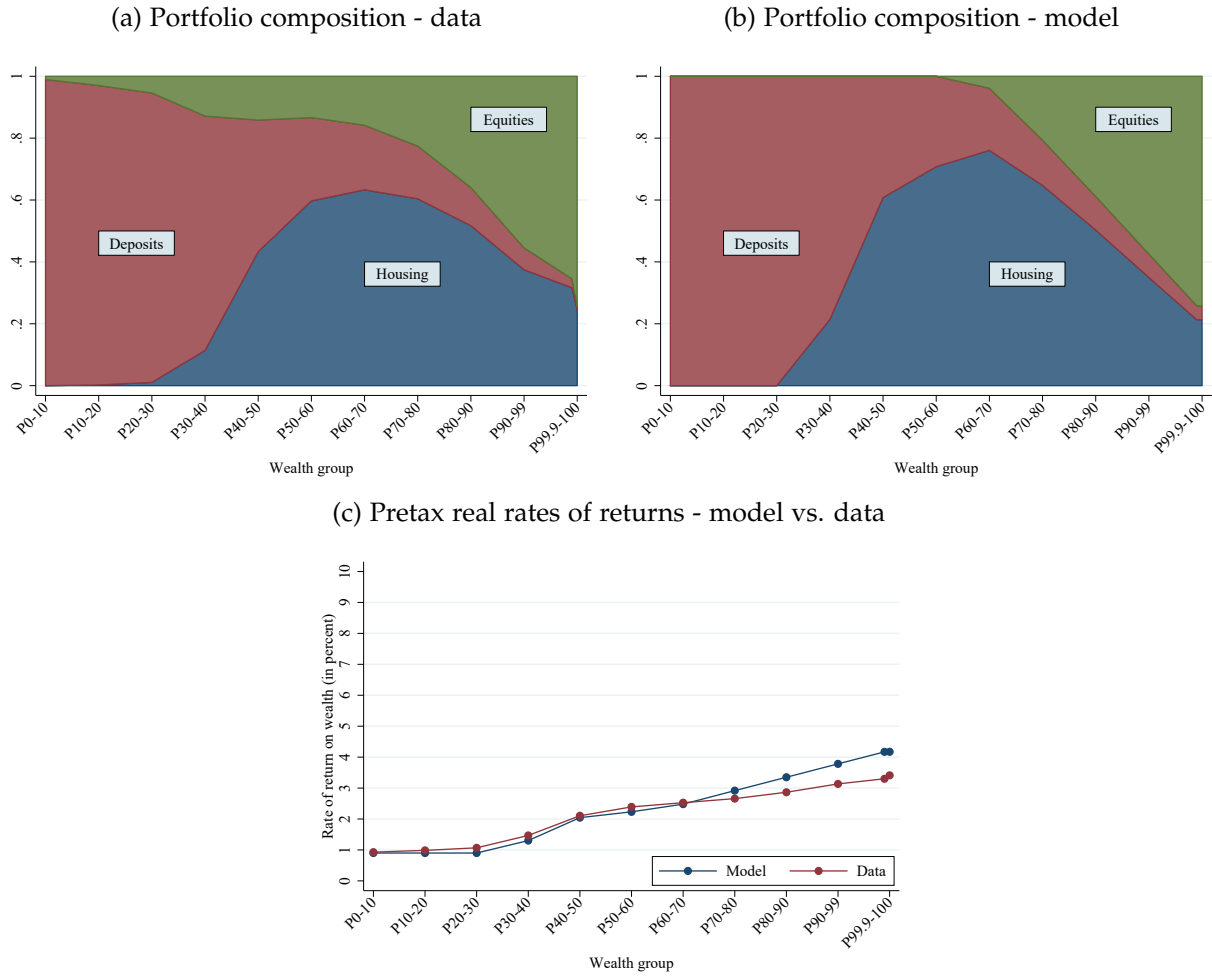 (a) Portfolio composition - data
1
.8
.6
.4
.2
0
Equities
Deposits
Housing
P0-10
P10-20
P20-30
P30-40
P40-50
P50-60
P60-70
P70-80
P80-90
P90-99
P99.9-100
Wealth group
(b) Portfolio composition - model
1
.8
.6
.4
.2
0
Equities
Deposits
Housing
P0-10
P10-20
P20-30
P30-40
P40-50
P50-60
P60-70
P70-80
P80-90
P90-99
P99.9-100
Wealth group
(c) Pretax real rates of returns - model vs. data
Rate of return on wealth (in percent)
10
9
8
7
6
5
4
3
2
1
0
Model
Data
P0-10
P10-20
P20-30
P30-40
P40-50
P50-60
P60-70
P70-80
P80-90
P90-99
P99.9-100
Wealth group